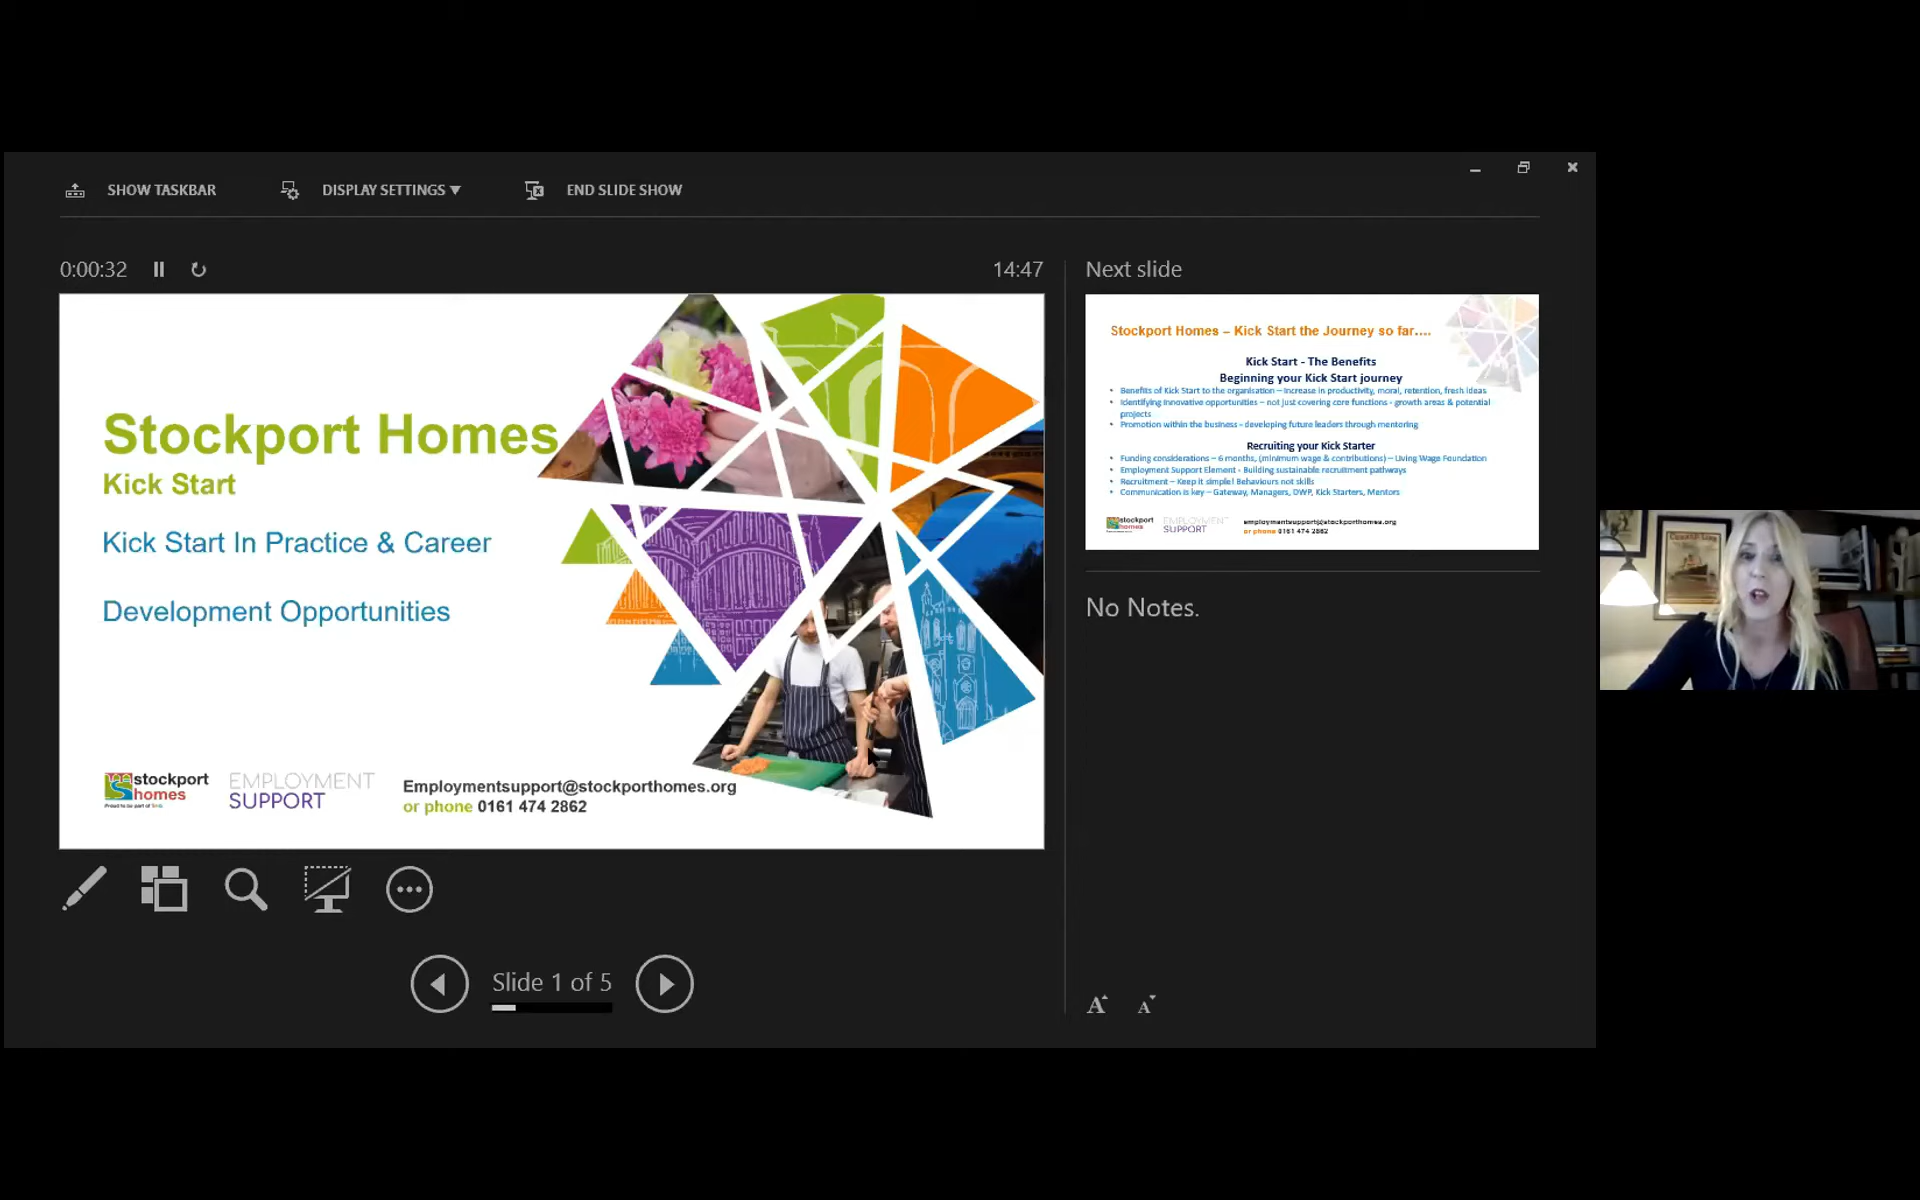 SHOW TASKBAR
DISPLAY SETTINGS
END SLIDE SHOW
0:00:32
14:47
Next slide
Stockport Homes
Kick Start
Kick Start In Practice & Career
Development Opportunities
stockport
homes
EMPLOYMENT
SUPPORT
Employmentsupport@stockporthomes.org
or phone 0161 474 2862
Stockport Homes – Kick Start the Journey so far....
Kick Start - The Benefits
Beginning your Kick Start journey
• Benefits of Kick Start to the organisation – increase in productivity, moral, retention, fresh ideas
• Identifying innovative opportunities – not just covering core functions - growth areas & potential
projects
• Promotion within the business - developing future leaders through mentoring
Recruiting your Kick Starter
• Funding considerations – 6 months, (minimum wage & contributions) – Living Wage Foundation
• Employment Support Element - Building sustainable recruitment pathways
• Recruitment – Keep it simple! Behaviours not skills
• Communication is key – Gateway, Managers, DWP, Kick Starters, Mentors
stockport
homes
EMPLOYMENT
SUPPORT
employmentsupport@stockporthomes.org
or phone 0161 474 2862
No Notes.
Slide 1 of 5